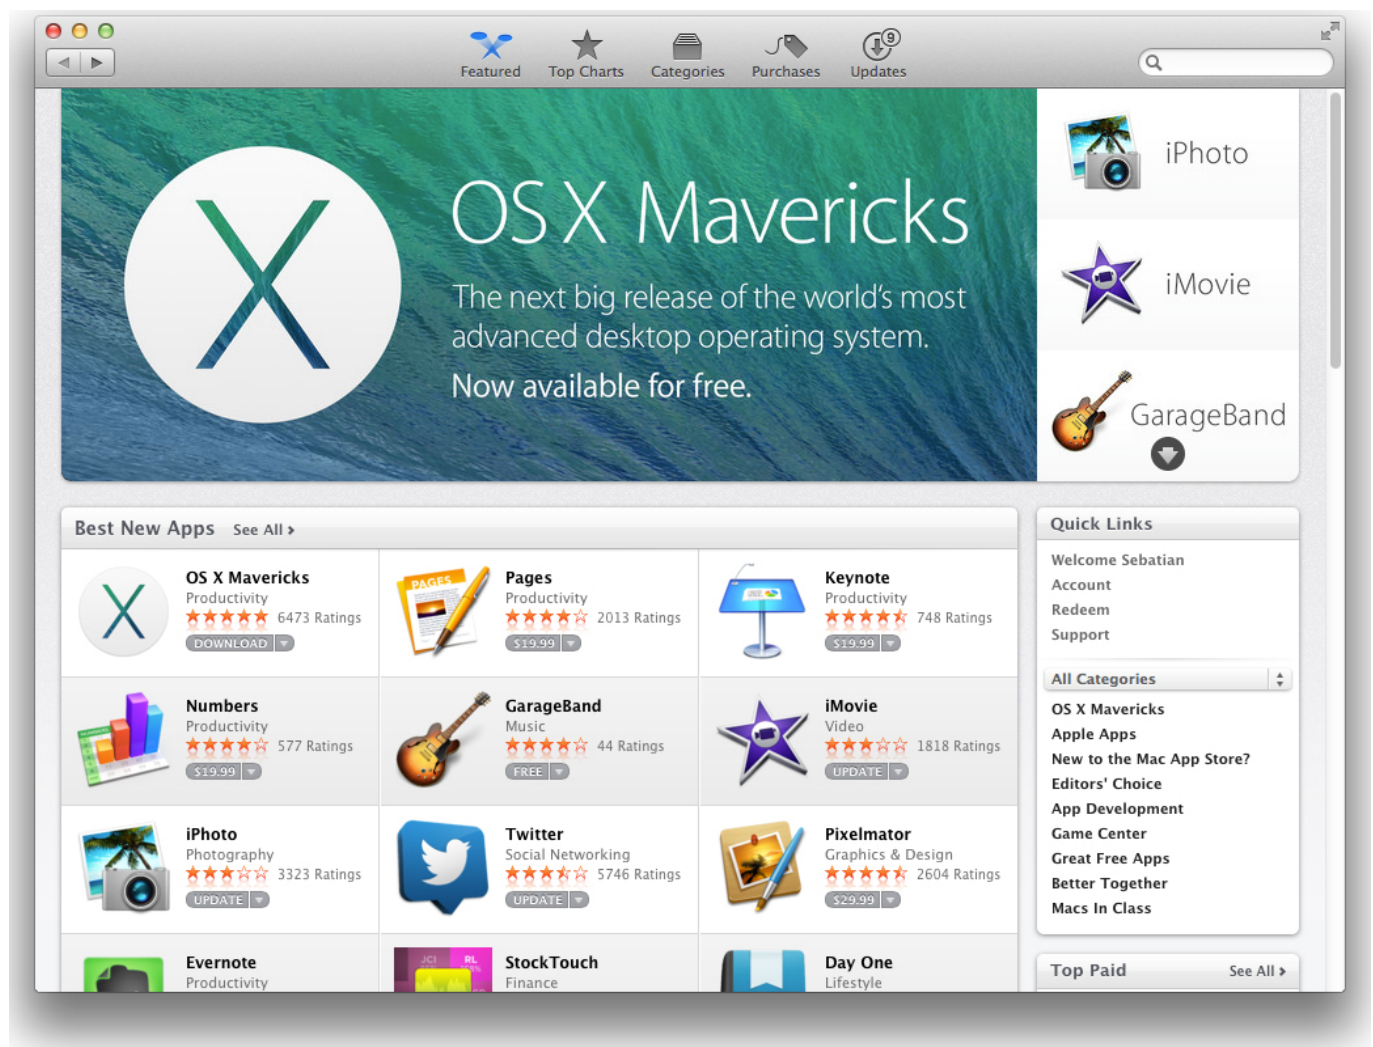 Featured
Top Charts
Categories
Purchases
Updates
9
OS X Mavericks
The next big release of the world's most
advanced desktop operating system.
Now available for free.
iPhoto
iMovie
GarageBand
Best New Apps See All ›
OS X Mavericks
Productivity
6473 Ratings
DOWNLOAD
PAGES
Pages
Productivity
2013 Ratings
$19.99
Keynote
Productivity
748 Ratings
$19.99
NUMBERS
Numbers
Productivity
577 Ratings
$19.99
GarageBand
Music
44 Ratings
FREE
iMovie
Video
1818 Ratings
UPDATE
iPhoto
Photography
3323 Ratings
UPDATE
Twitter
Social Networking
5746 Ratings
UPDATE
Pixelmator
Graphics & Design
2604 Ratings
$29.99
Evernote
Productivity
JCI
RL
StockTouch
Finance
Day One
Lifestyle
Quick Links
Welcome Sebatian
Account
Redeem
Support
All Categories
OS X Mavericks
Apple Apps
New to the Mac App Store?
Editors' Choice
App Development
Game Center
Great Free Apps
Better Together
Macs In Class
Top Paid See All ›